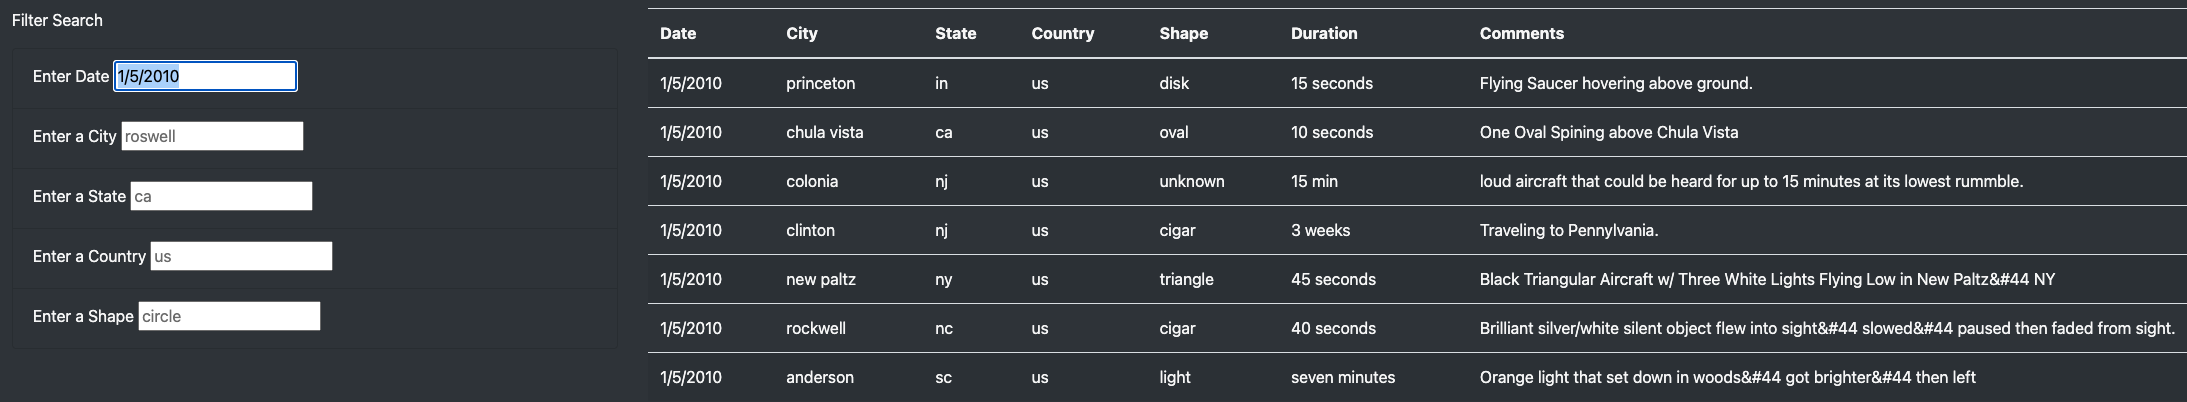 Filter Search
Enter Date 1/5/2010
Enter a City roswell
Enter a State ca
Enter a Country us
Enter a Shape circle
Date City State Country Shape Duration Comments
1/5/2010 princeton in us disk 15 seconds Flying Saucer hovering above ground.
1/5/2010 chula vista ca us oval 10 seconds One Oval Spining above Chula Vista
1/5/2010 colonia nj us unknown 15 min loud aircraft that could be heard for up to 15 minutes at its lowest rummble.
1/5/2010 clinton nj us cigar 3 weeks Traveling to Pennylvania.
1/5/2010 new paltz ny us triangle 45 seconds Black Triangular Aircraft w/ Three White Lights Flying Low in New Paltz&#44 NY
1/5/2010 rockwell nc us cigar 40 seconds Brilliant silver/white silent object flew into sight&#44 slowed&#44 paused then faded from sight.
1/5/2010 anderson sc us light seven minutes Orange light that set down in woods&#44 got brighter&#44 then left